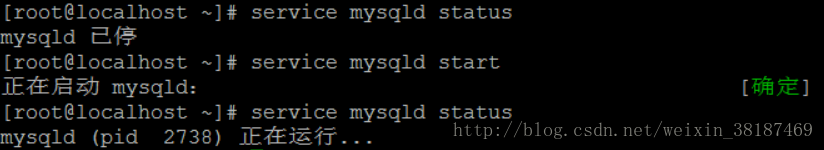 [root@localhost ~]# service mysqld status
mysqld 已停
[root@localhost ~]# service mysqld start
正在启动 mysqld: [确定]
[root@localhost ~]# service mysqld status
mysqld (pid  2738) 正在运行...
http://blog.csdn.net/weixin_38187469